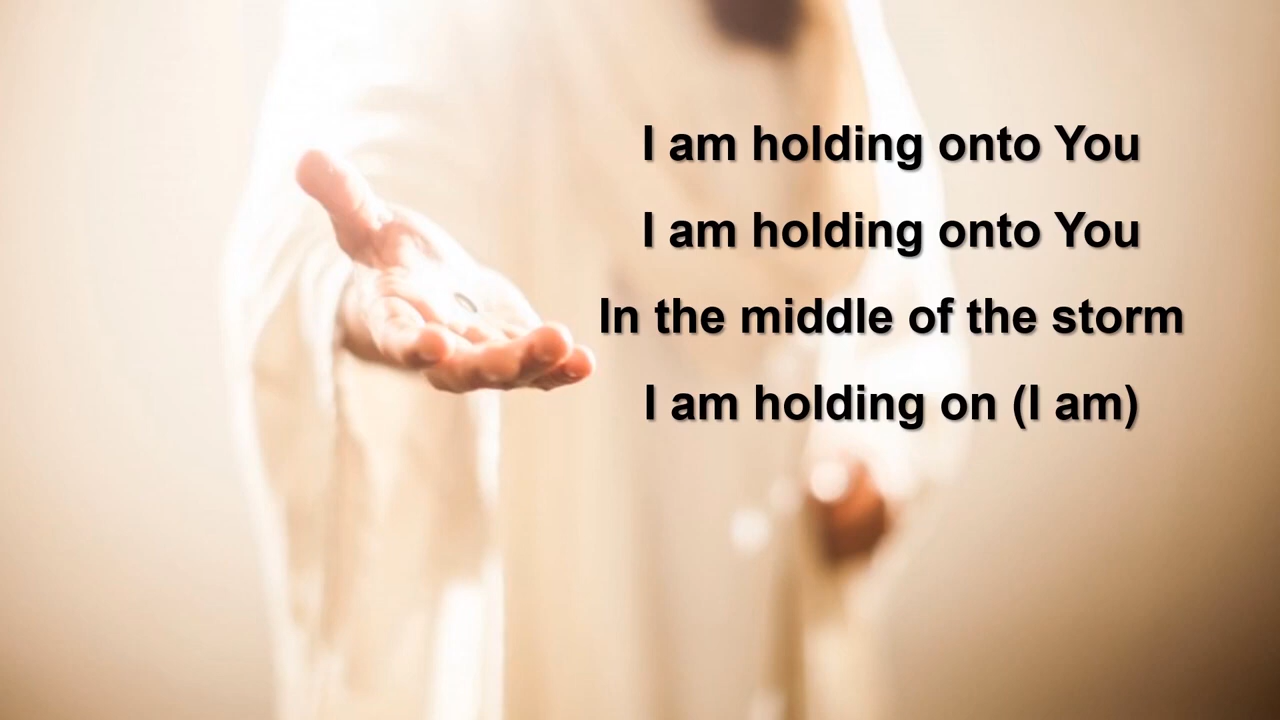 I am holding onto You
I am holding onto You
In the middle of the storm
I am holding on (I am)